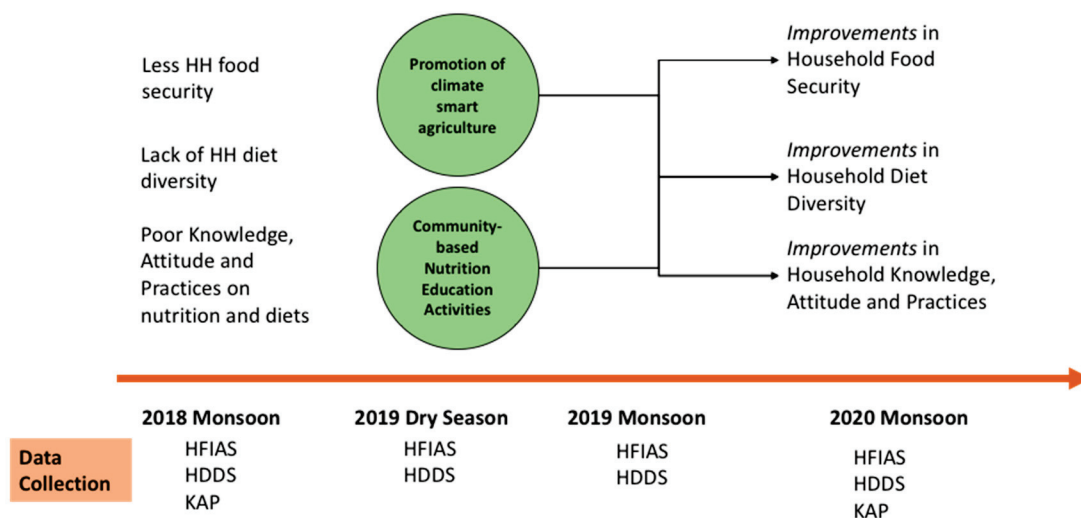 Less HH food
security
Lack of HH diet
diversity
Poor Knowledge,
Attitude and
Practices on
nutrition and diets
Promotion of
climate
smart
agriculture
Community-
based
Nutrition
Education
Activities
Improvements in
Household Food
Security
Improvements in
Household Diet
Diversity
Improvements in
Household Knowledge,
Attitude and Practices
Data
Collection
2018 Monsoon
HFIAS
HDDS
KAP
2019 Dry Season
HFIAS
HDDS
2019 Monsoon
HFIAS
HDDS
2020 Monsoon
HFIAS
HDDS
KAP